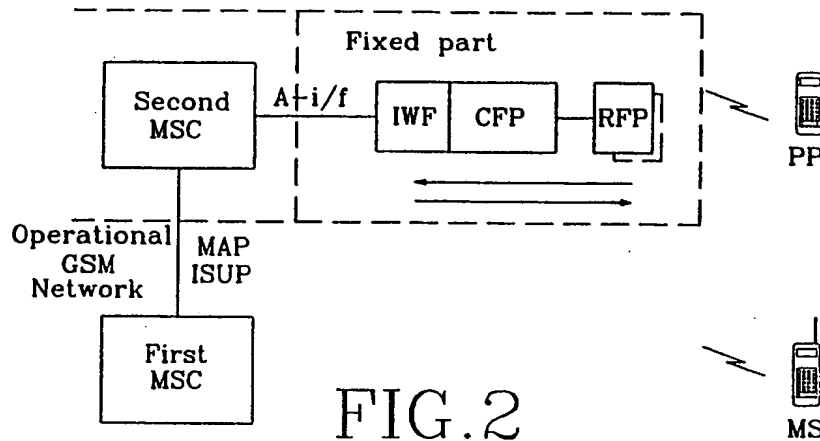 Fixed part
Second
MSC
A-i/f
IWF
CFP
RFP
PP
Operational
GSM
Network
MAP
ISUP
First
MSC
FIG.2
MS